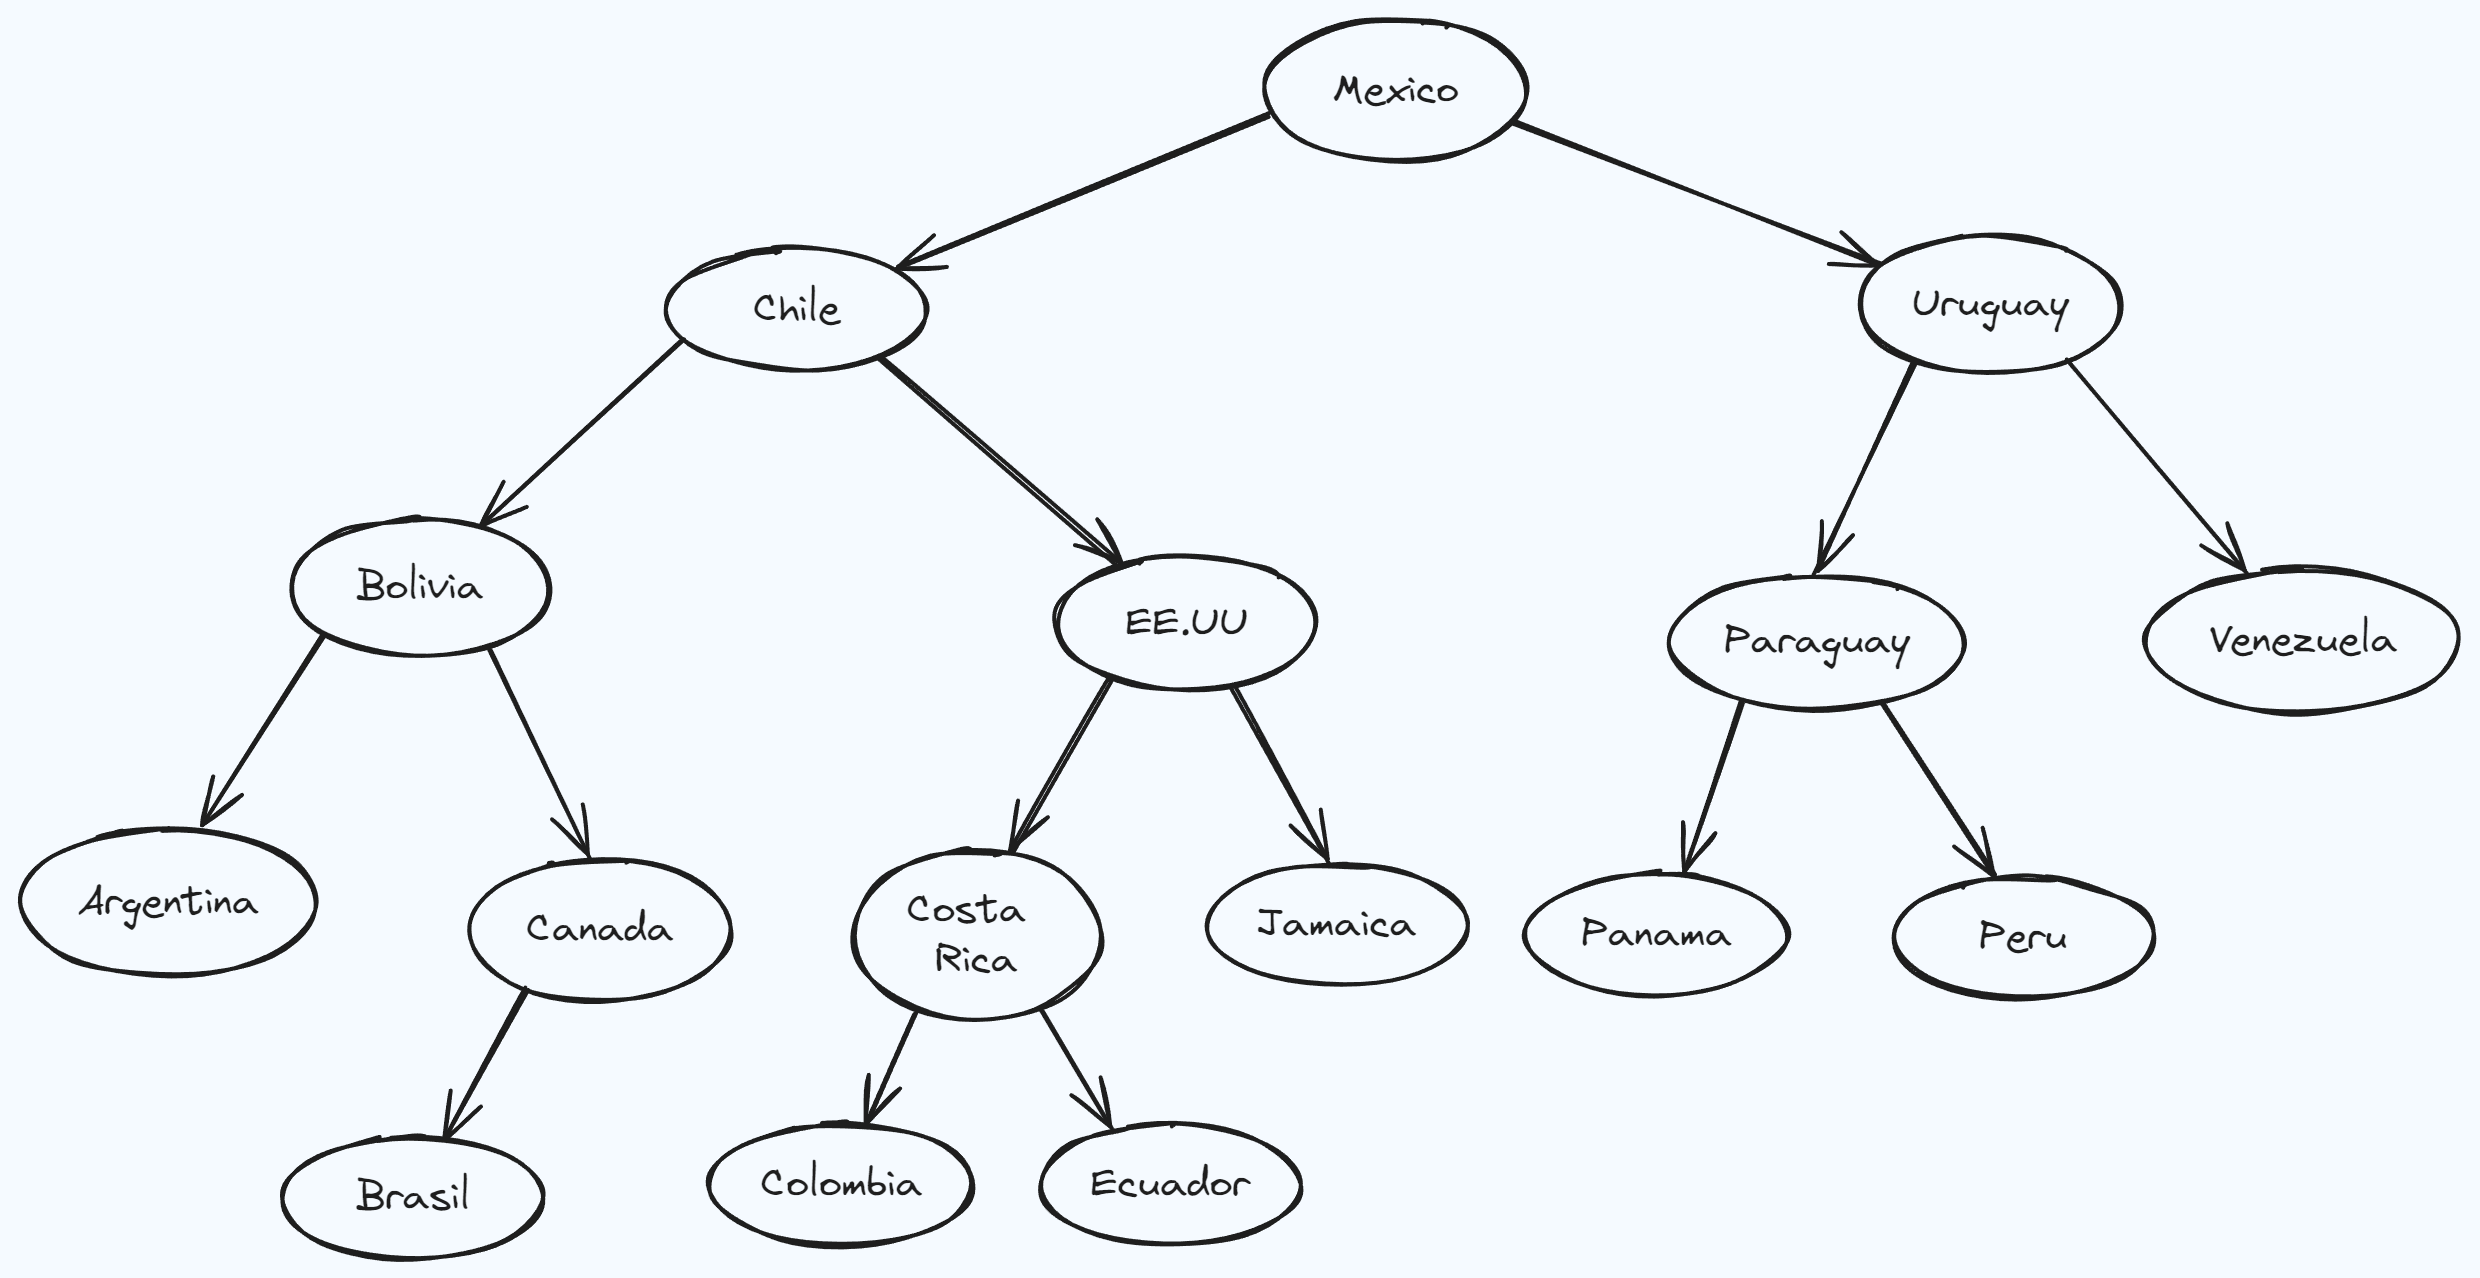 Mexico
Chile
Uruguay
Bolivia
EE.UU
Paraguay
Venezuela
Argentina
Canada
Costa
Rica
Jamaica
Panama
Peru
Brasil
Colombia
Ecuador